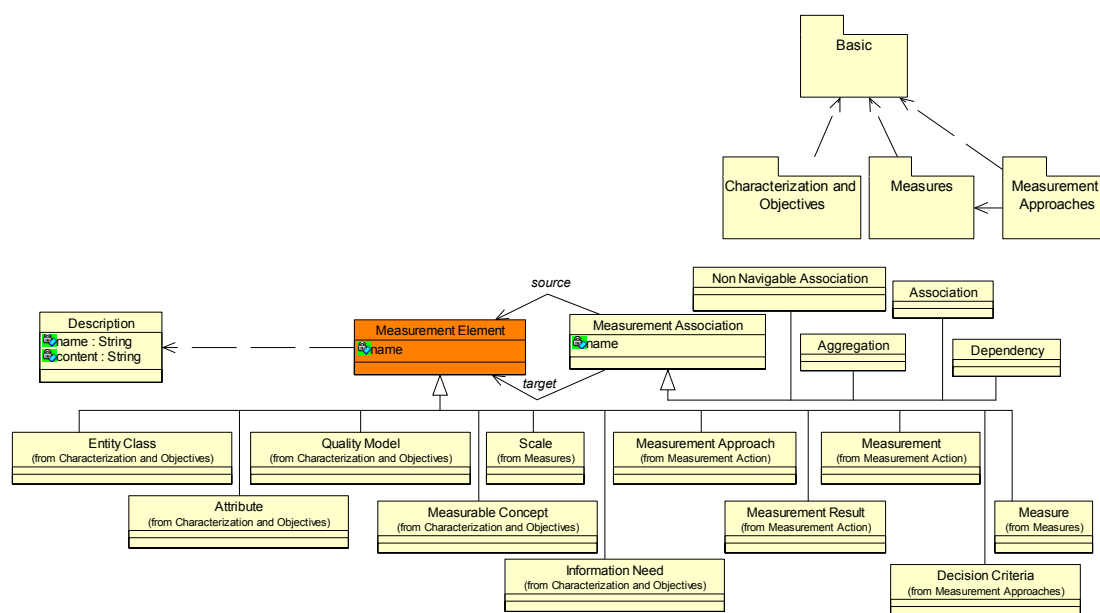 Basic
Characterization and
Objectives
Measures
Measurement
Approaches
Non Navigable Association
Association
source
Description
name : String
content : String
Measurement Element
name
Measurement Association
name
Aggregation
Dependency
target
Entity Class
(from Characterization and Objectives)
Quality Model
(from Characterization and Objectives)
Scale
(from Measures)
Measurement Approach
(from Measurement Action)
Measurement
(from Measurement Action)
Attribute
(from Characterization and Objectives)
Measurable Concept
(from Characterization and Objectives)
Measurement Result
(from Measurement Action)
Measure
(from Measures)
Information Need
(from Characterization and Objectives)
Decision Criteria
(from Measurement Approaches)